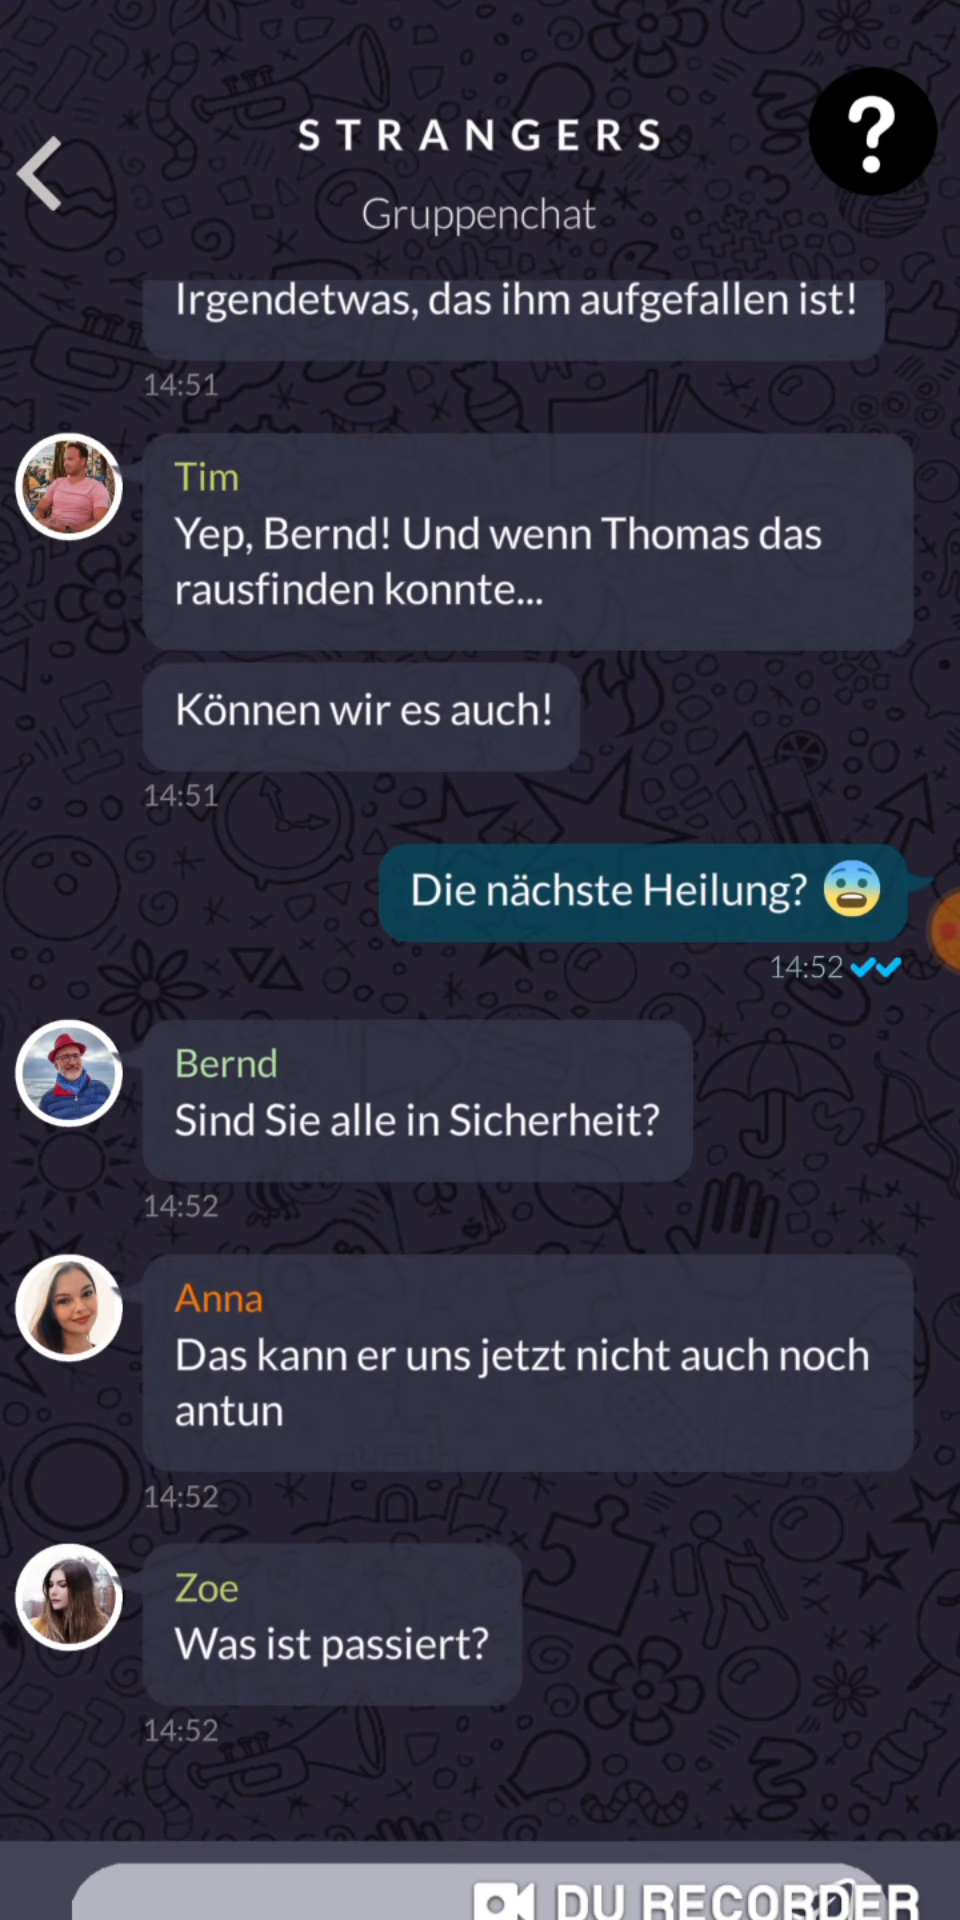 STRANGERS
?
Gruppenchat
Irgendetwas, das ihm aufgefallen ist!
14:51
Tim
Yep, Bernd! Und wenn Thomas das
rausfinden konnte...
Können wir es auch!
14:51
Die nächste Heilung? 😨
14:52
Bernd
Sind Sie alle in Sicherheit?
14:52
Anna
Das kann er uns jetzt nicht auch noch
antun
14:52
Zoe
Was ist passiert?
14:52
DU RECORDER